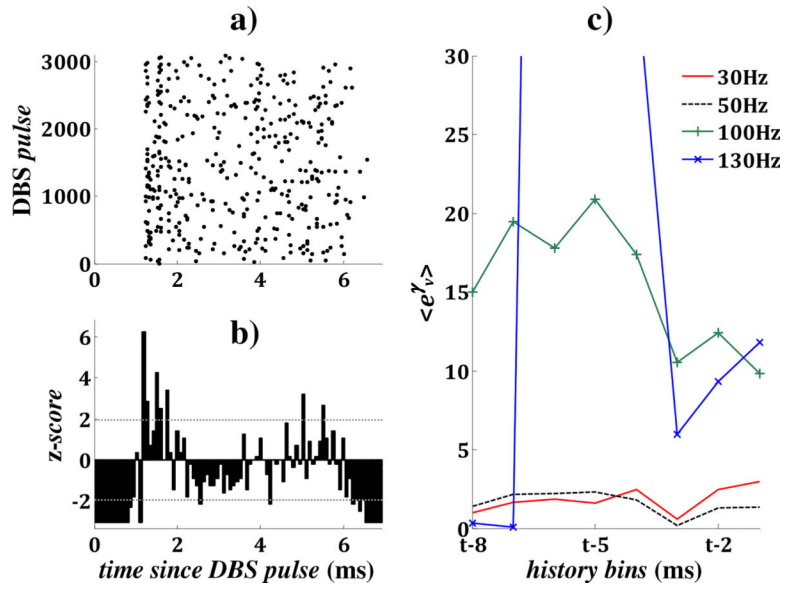 a)
3000
2000
1000
0
DBS pulse
0 2 4 6
b)
6
4
2
0
-2
z-score
0 2 4 6
time since DBS pulse (ms)
c)
30
25
20
15
10
5
0
<e^γ_v>
30Hz
50Hz
100Hz
130Hz
t-8 t-5 t-2
history bins (ms)